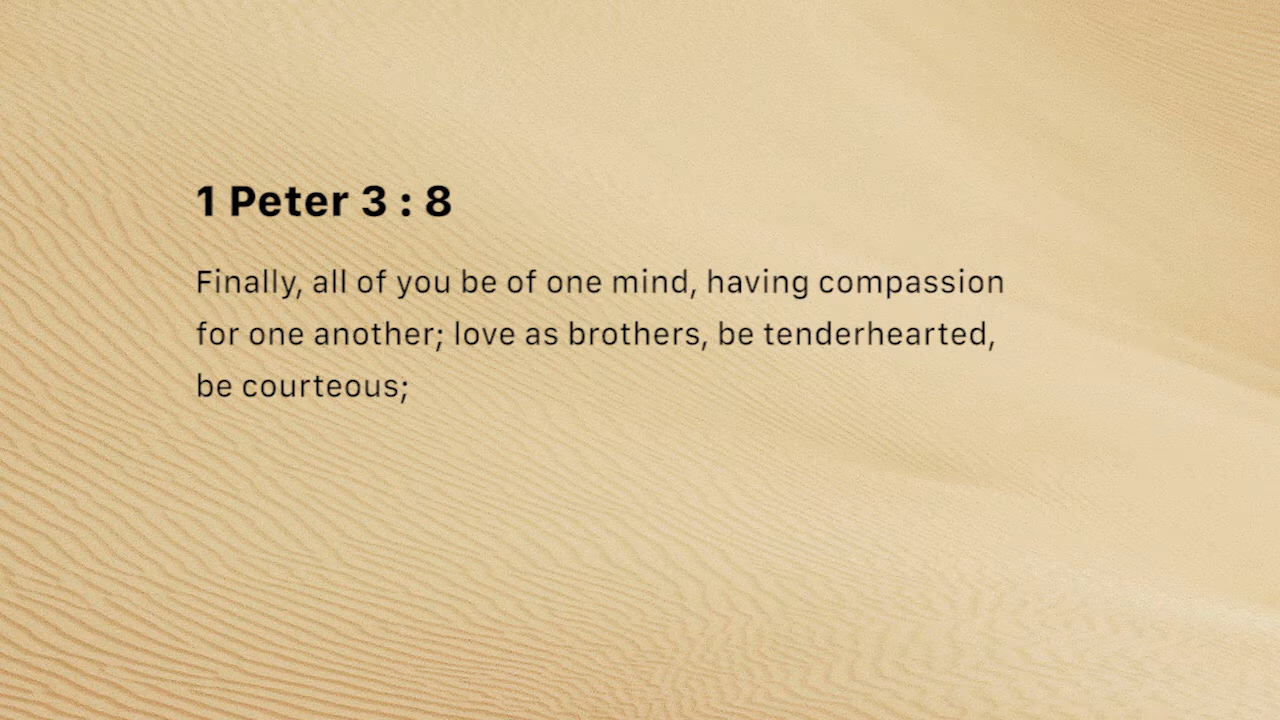 1 Peter 3 : 8
Finally, all of you be of one mind, having compassion
for one another; love as brothers, be tenderhearted,
be courteous;